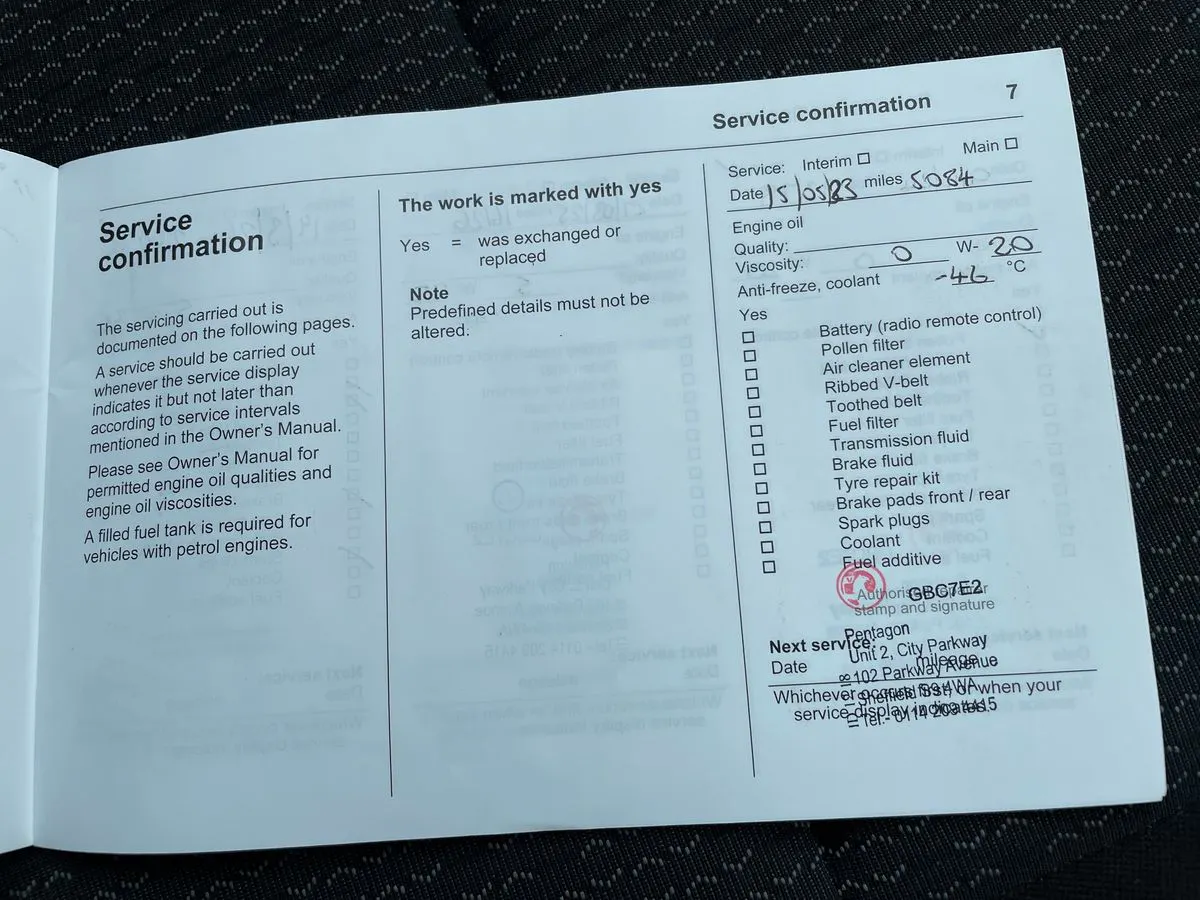 Service confirmation
7
Service
confirmation
The servicing carried out is
documented on the following pages.
A service should be carried out
whenever the service display
indicates it but not later than
according to service intervals
mentioned in the Owner's Manual.
Please see Owner's Manual for
permitted engine oil qualities and
engine oil viscosities.
A filled fuel tank is required for
vehicles with petrol engines.
The work is marked with yes
Yes = was exchanged or
replaced
Note
Predefined details must not be
altered.
Service: Interim Main
Date 15/05/23 miles 5084
Engine oil
Quality:
Viscosity: 0 W- 20
Anti-freeze, coolant -46 °C
Yes
Battery (radio remote control)
Pollen filter
Air cleaner element
Ribbed V-belt
Toothed belt
Fuel filter
Transmission fluid
Brake fluid
Tyre repair kit
Brake pads front / rear
Spark plugs
Coolant
Fuel additive
GBC7E2
stamp and signature
Pentagon
Next service:
Unit 2, City Parkway
Date mileage
102 Parkway Avenue
Sheffield S9 4WA
Whichever occurs first, or when your
service display indicates.
Tel:- 0114 209 4415